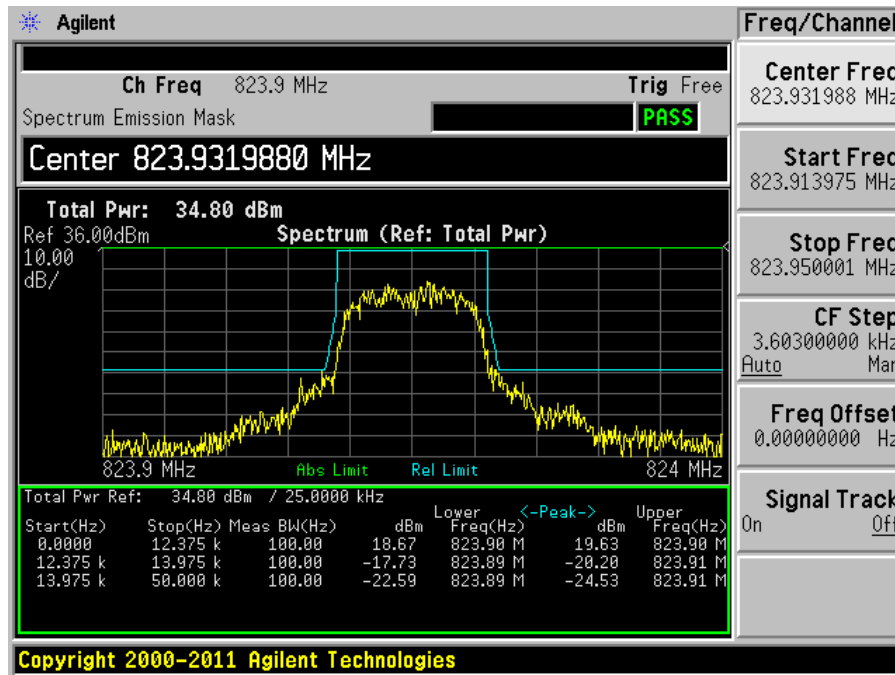 Agilent
Freq/Channel
Ch Freq 823.9 MHz Trig Free
Spectrum Emission Mask PASS
Center 823.9319880 MHz
Total Pwr: 34.80 dBm
Ref 36.00dBm Spectrum (Ref: Total Pwr)
10.00
dB/
823.9 MHz Abs Limit Rel Limit 824 MHz
Total Pwr Ref: 34.80 dBm / 25.0000 kHz
Lower <-Peak-> Upper
Start(Hz) Stop(Hz) Meas BW(Hz) dBm Freq(Hz) dBm Freq(Hz)
0.0000 12.375 k 100.00 18.67 823.90 M 19.63 823.90 M
12.375 k 13.975 k 100.00 -17.73 823.89 M -20.20 823.91 M
13.975 k 50.000 k 100.00 -22.59 823.89 M -24.53 823.91 M
Center Freq
823.931988 MHz
Start Freq
823.913975 MHz
Stop Freq
823.950001 MHz
CF Step
3.60300000 kHz
Auto Man
Freq Offset
0.00000000 Hz
Signal Track
On Off
Copyright 2000-2011 Agilent Technologies